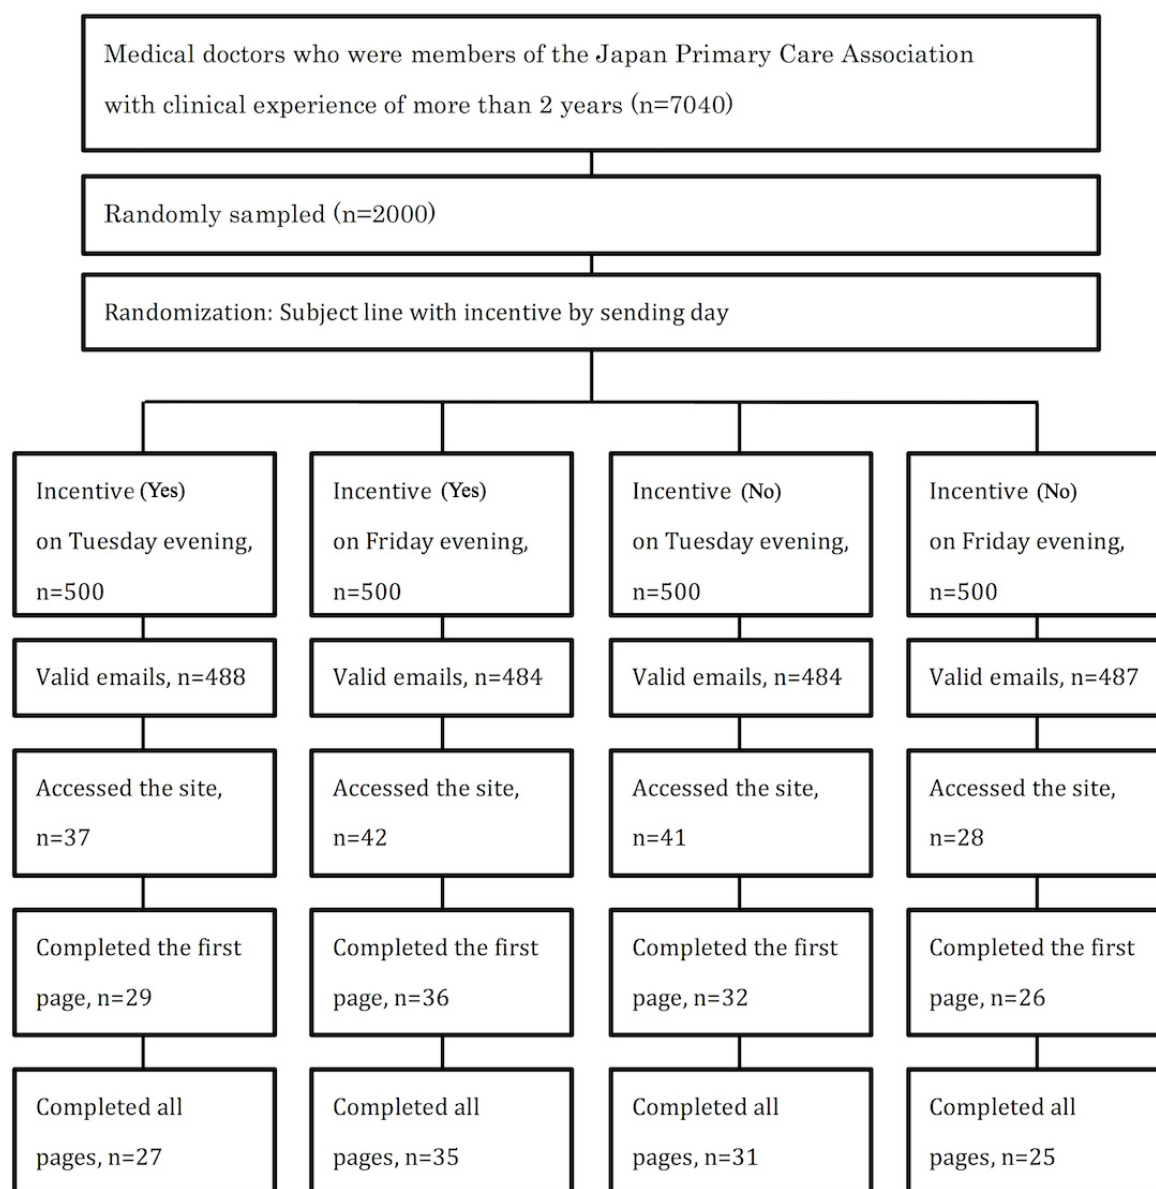 Medical doctors who were members of the Japan Primary Care Association
with clinical experience of more than 2 years (n=7040)
Randomly sampled (n=2000)
Randomization: Subject line with incentive by sending day
Incentive (Yes)
on Tuesday evening,
n=500
Incentive (Yes)
on Friday evening,
n=500
Incentive (No)
on Tuesday evening,
n=500
Incentive (No)
on Friday evening,
n=500
Valid emails, n=488
Valid emails, n=484
Valid emails, n=484
Valid emails, n=487
Accessed the site,
n=37
Accessed the site,
n=42
Accessed the site,
n=41
Accessed the site,
n=28
Completed the first
page, n=29
Completed the first
page, n=36
Completed the first
page, n=32
Completed the first
page, n=26
Completed all
pages, n=27
Completed all
pages, n=35
Completed all
pages, n=31
Completed all
pages, n=25